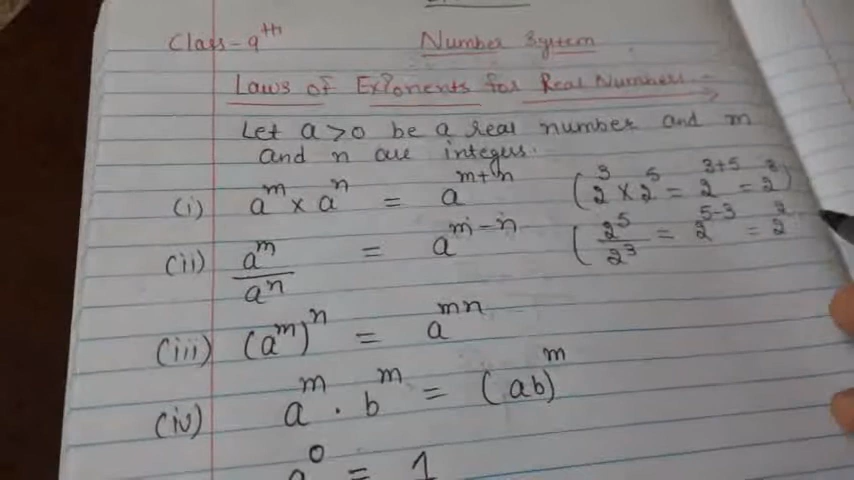 Class-9th Number System
Laws of Exponents for Real Numbers
Let a>0 be a real number and m
and n are integers.
(i) a^m × a^n = a^(m+n) (2^3 × 2^5 = 2^(3+5) = 2^8)
(ii) a^m/a^n = a^(m-n) (2^5/2^3 = 2^(5-3) = 2^2
(iii) (a^m)^n = a^(mn)
(iv) a^m · b^m = (ab)^m
a^0 = 1